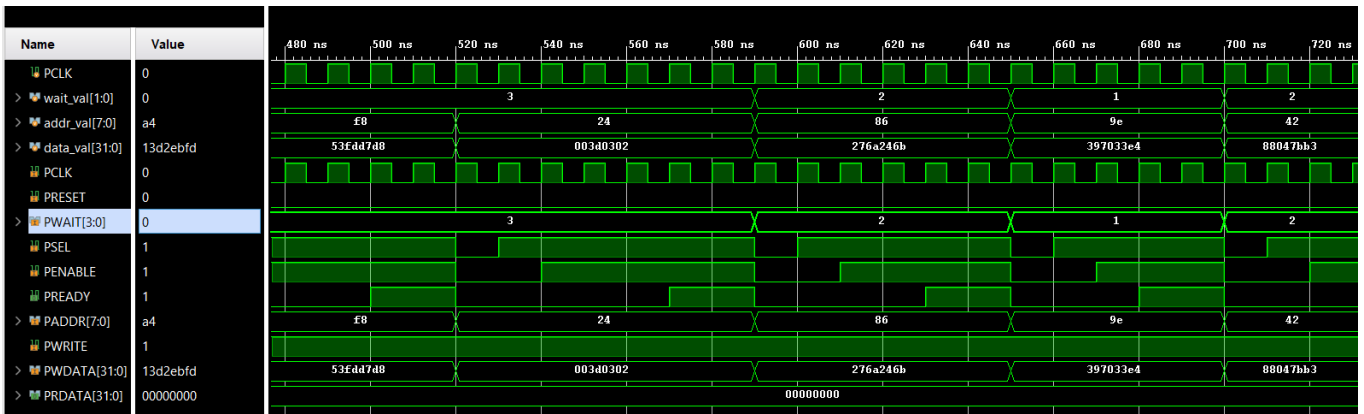 Name Value 480 ns 500 ns 520 ns 540 ns 560 ns 580 ns 600 ns 620 ns 640 ns 660 ns 680 ns 700 ns 720 ns
PCLK 0
wait_val[1:0] 0 3 2 1 2
addr_val[7:0] a4 f8 24 86 9e 42
data_val[31:0] 13d2ebfd 53fdd7d8 003d0302 276a246b 397033e4 88047bb3
PCLK 0
PRESET 0
PWAIT[3:0] 0 3 2 1 2
PSEL 1
PENABLE 1
PREADY 1
PADDR[7:0] a4 f8 24 86 9e 42
PWRITE 1
PWDATA[31:0] 13d2ebfd 53fdd7d8 003d0302 276a246b 397033e4 88047bb3
PRDATA[31:0] 00000000 00000000